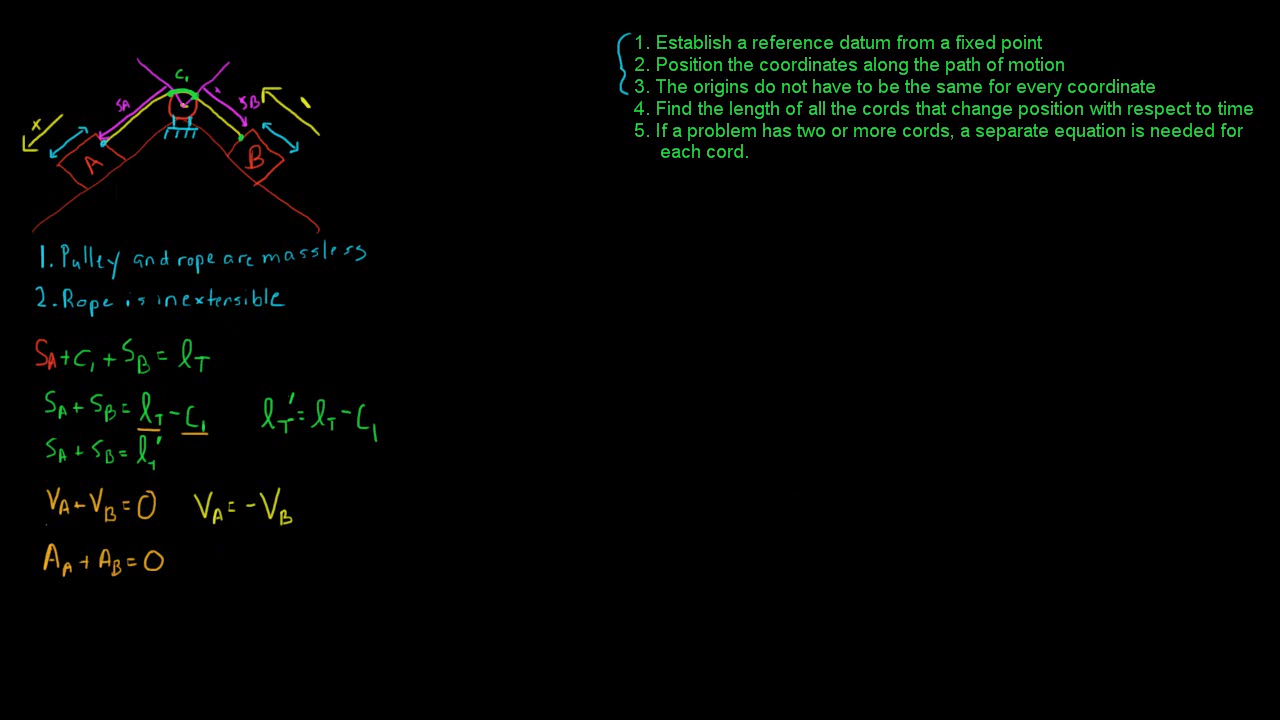 C₁
SA
SB
x
A
B
1. Pulley and rope are massless
2. Rope is inextersible
SA + C₁ + SB = lT
SA + SB = lT - C₁
lT' = lT - C₁
SA + SB = lT'
VA + VB = 0
VA = - VB
AA + AB = 0
1. Establish a reference datum from a fixed point
2. Position the coordinates along the path of motion
3. The origins do not have to be the same for every coordinate
4. Find the length of all the cords that change position with respect to time
5. If a problem has two or more cords, a separate equation is needed for
each cord.